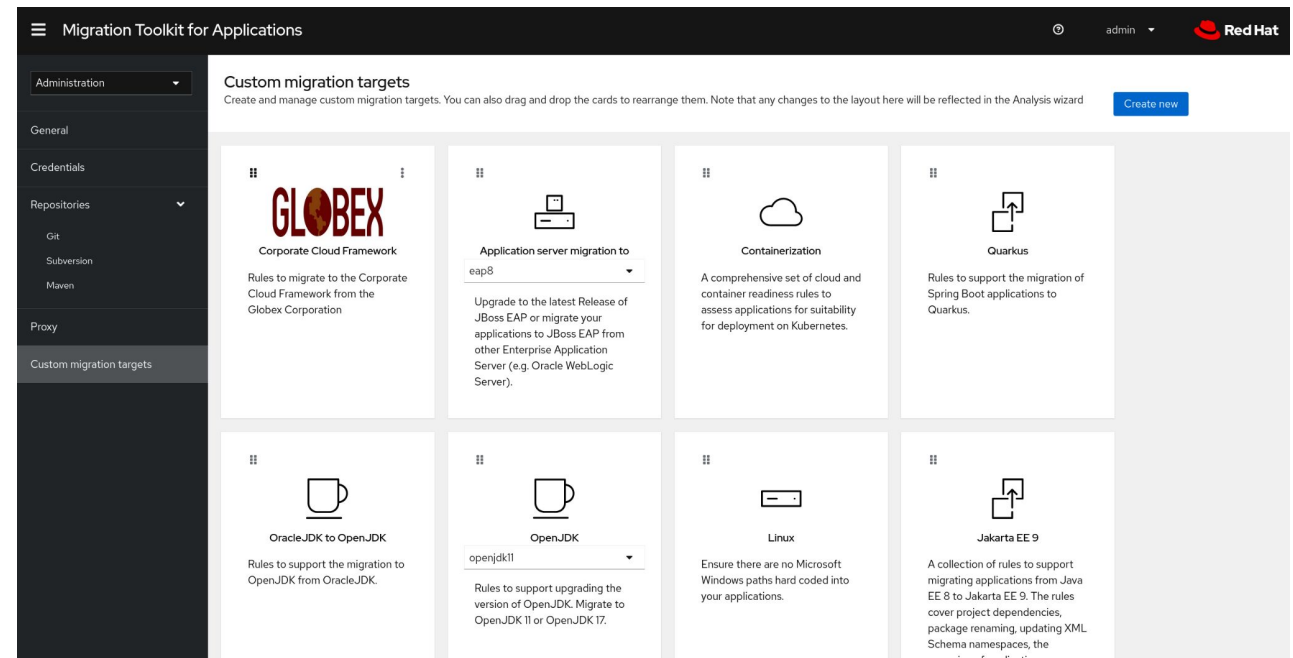 Migration Toolkit for Applications
admin
Red Hat
Administration
General
Credentials
Repositories
Git
Subversion
Maven
Proxy
Custom migration targets
Custom migration targets
Create and manage custom migration targets. You can also drag and drop the cards to rearrange them. Note that any changes to the layout here will be reflected in the Analysis wizard
Create new
GLOBEX
Corporate Cloud Framework
Rules to migrate to the Corporate
Cloud Framework from the
Globex Corporation
Application server migration to
eap8
Upgrade to the latest Release of
JBoss EAP or migrate your
applications to JBoss EAP from
other Enterprise Application
Server (e.g. Oracle WebLogic
Server).
Containerization
A comprehensive set of cloud and
container readiness rules to
assess applications for suitability
for deployment on Kubernetes.
Quarkus
Rules to support the migration of
Spring Boot applications to
Quarkus.
OracleJDK to OpenJDK
Rules to support the migration to
OpenJDK from OracleJDK.
OpenJDK
openjdk11
Rules to support upgrading the
version of OpenJDK. Migrate to
OpenJDK 11 or OpenJDK 17.
Linux
Ensure there are no Microsoft
Windows paths hard coded into
your applications.
Jakarta EE 9
A collection of rules to support
migrating applications from Java
EE 8 to Jakarta EE 9. The rules
cover project dependencies,
package renaming, updating XML
Schema namespaces, the